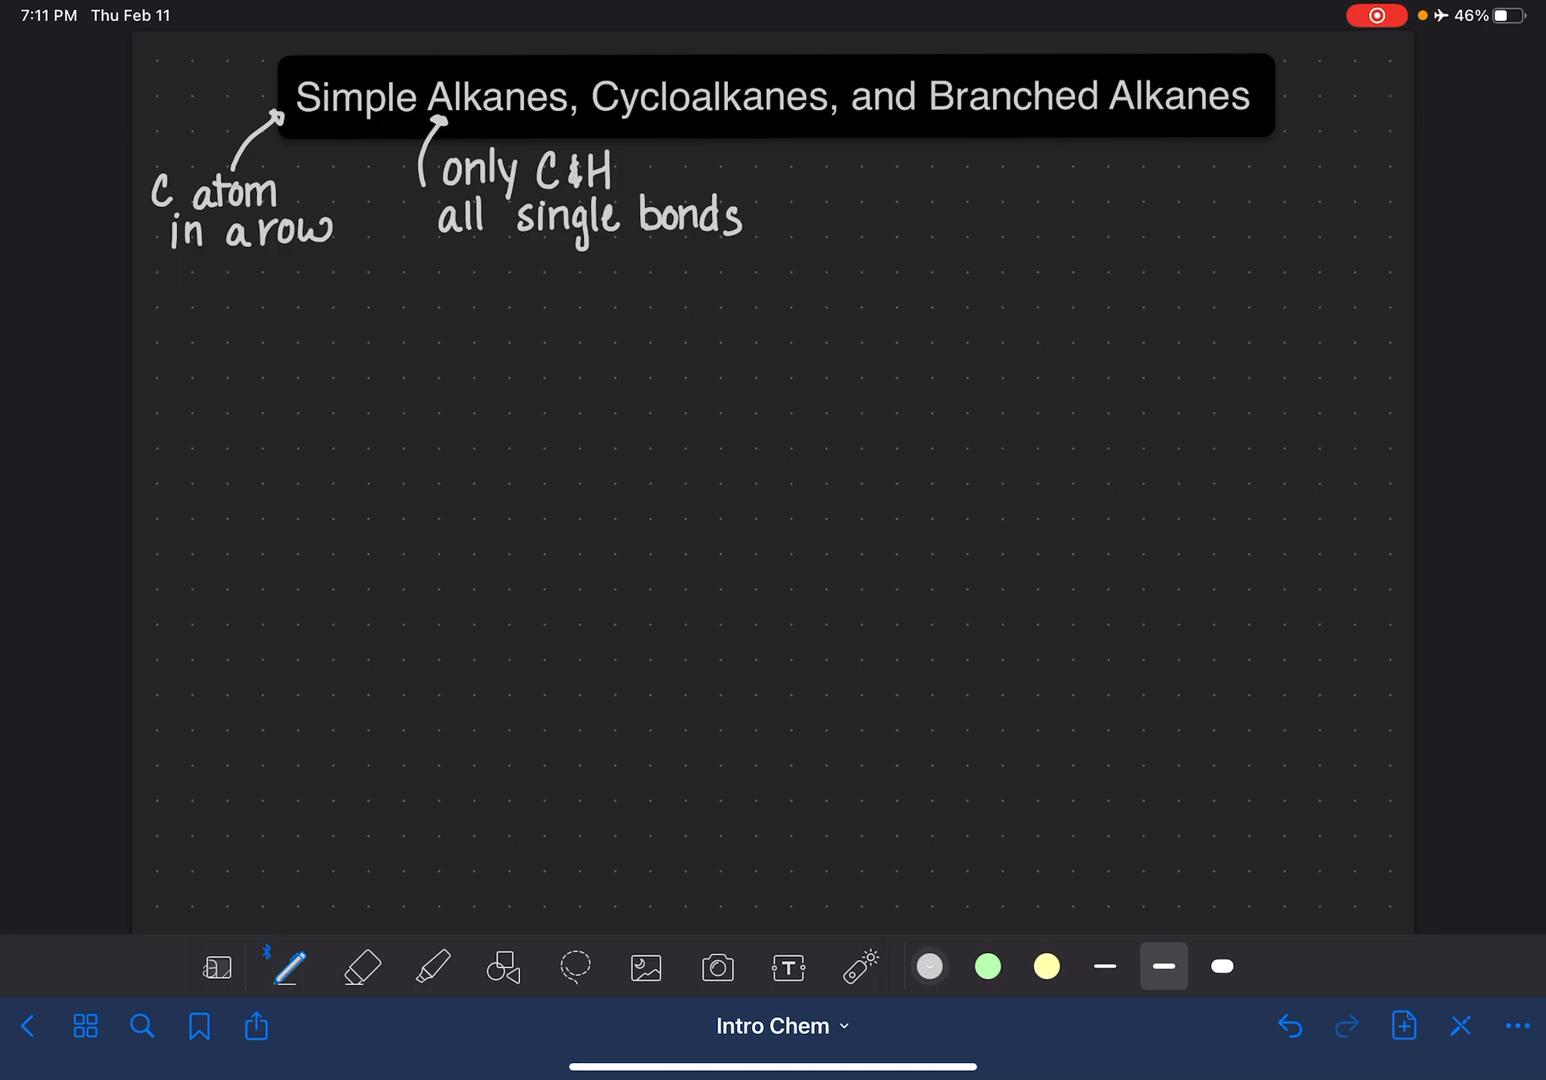 7:11 PM Thu Feb 11
46%
Simple Alkanes, Cycloalkanes, and Branched Alkanes
C atom
in a row
only C & H
all single bonds
T
Intro Chem